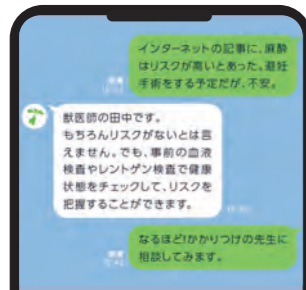 インターネットの記事に、麻酔
はリスクが高いとあった。避妊
手術をする予定だが、不安。
獣医師の田中です。
もちろんリスクがないとは言
えません。でも、事前の血液
検査やレントゲン検査で健康
状態をチェックして、リスクを
把握することができます。
なるほど!かかりつけの先生に
相談してみます。